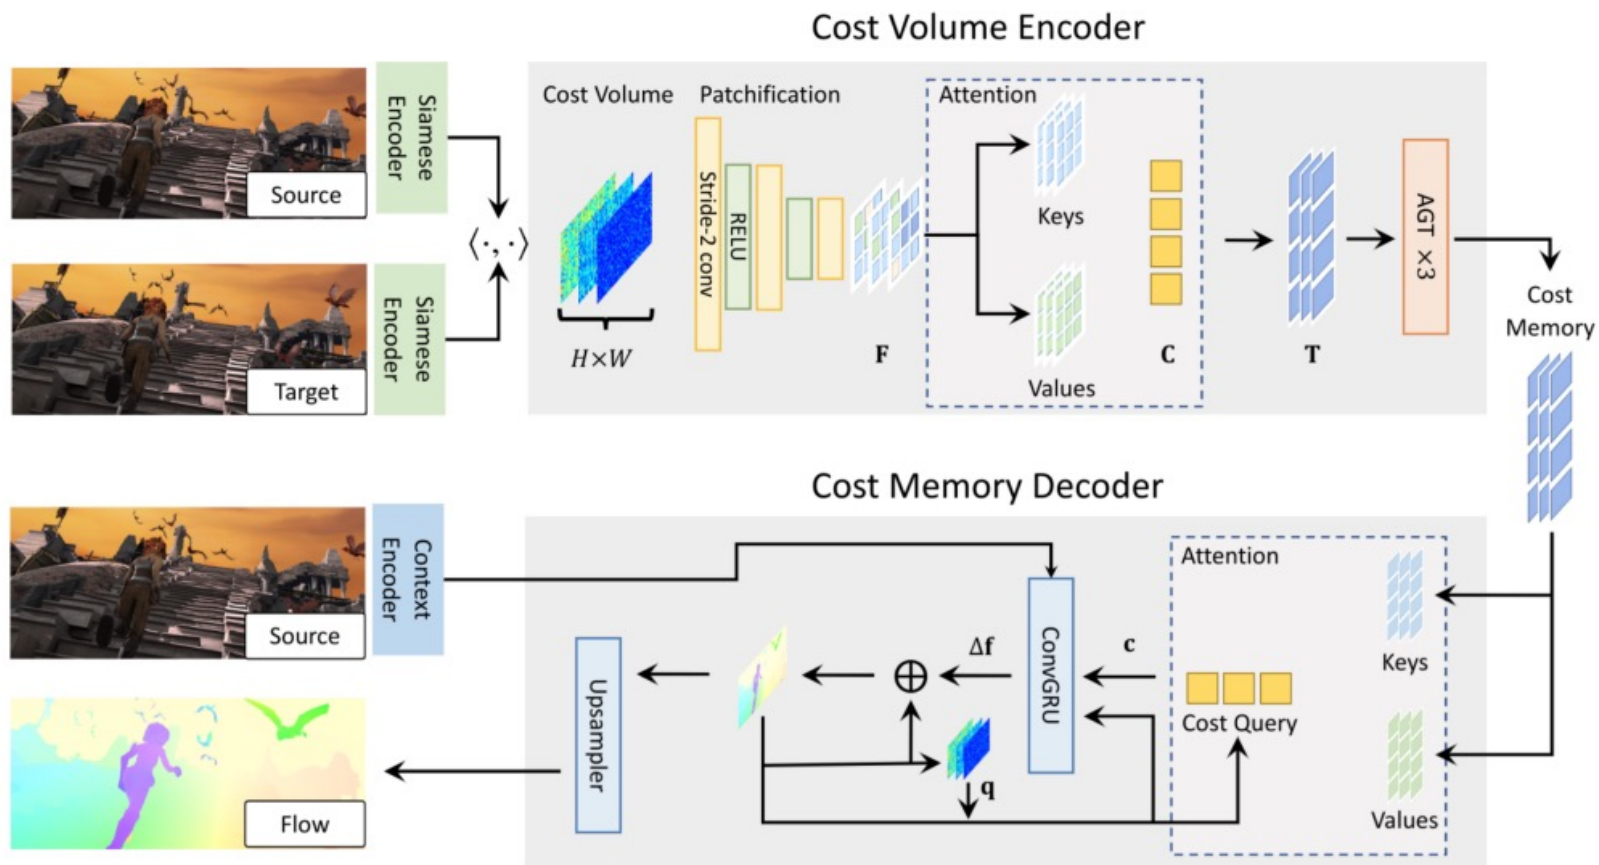 Cost Volume Encoder
Source
Siamese
Encoder
Target
Siamese
Encoder
⟨·,·⟩
Cost Volume
H×W
Patchification
Stride-2 conv
RELU
F
Attention
Keys
Values
C
T
AGT ×3
Cost
Memory
Cost Memory Decoder
Source
Context
Encoder
Attention
Keys
Values
Cost Query
c
ConvGRU
Δf
q
Upsampler
Flow